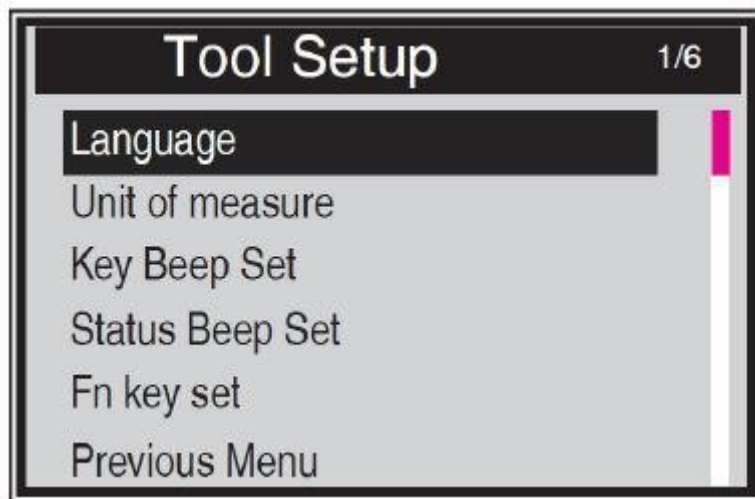 Tool Setup 1/6
Language
Unit of measure
Key Beep Set
Status Beep Set
Fn key set
Previous Menu